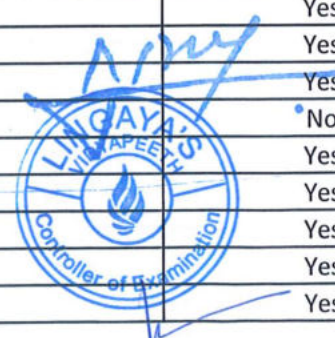 Yes
Yes
Yes
No
Yes
Yes
Yes
Yes
Yes
LINGAYA'S
VIDYAPEETH
Controller of Examination